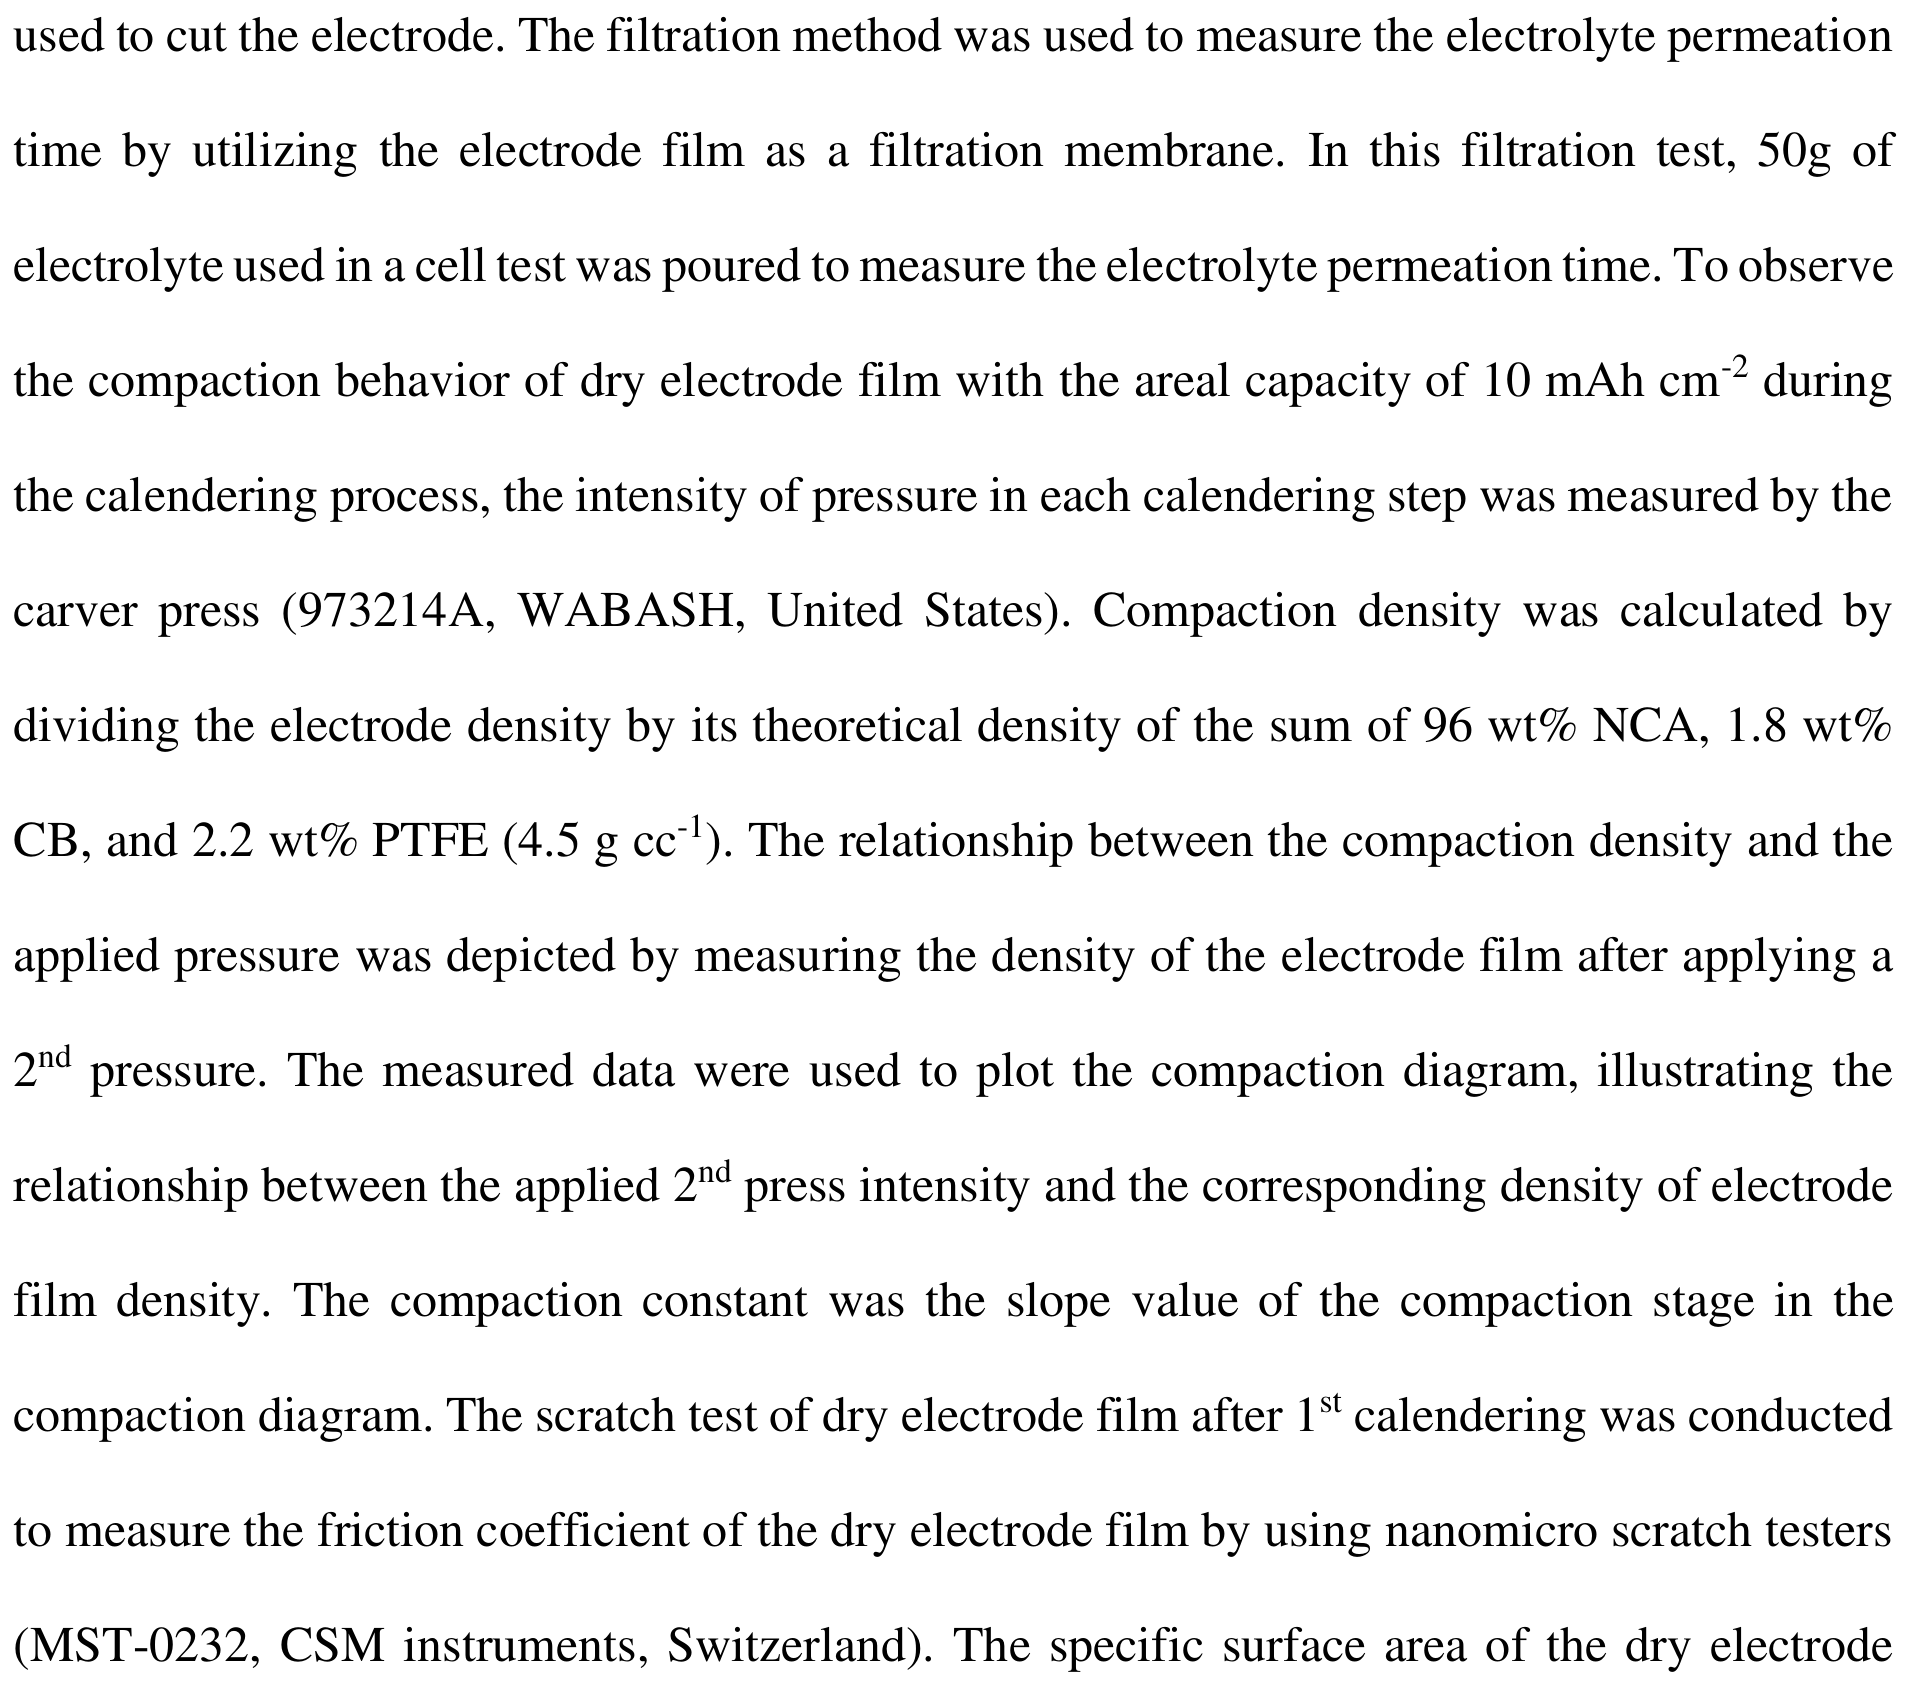 used to cut the electrode. The filtration method was used to measure the electrolyte permeation
time by utilizing the electrode film as a filtration membrane. In this filtration test, 50g of
electrolyte used in a cell test was poured to measure the electrolyte permeation time. To observe
the compaction behavior of dry electrode film with the areal capacity of 10 mAh cm⁻² during
the calendering process, the intensity of pressure in each calendering step was measured by the
carver press (973214A, WABASH, United States). Compaction density was calculated by
dividing the electrode density by its theoretical density of the sum of 96 wt% NCA, 1.8 wt%
CB, and 2.2 wt% PTFE (4.5 g cc⁻¹). The relationship between the compaction density and the
applied pressure was depicted by measuring the density of the electrode film after applying a
2ⁿᵈ pressure. The measured data were used to plot the compaction diagram, illustrating the
relationship between the applied 2ⁿᵈ press intensity and the corresponding density of electrode
film density. The compaction constant was the slope value of the compaction stage in the
compaction diagram. The scratch test of dry electrode film after 1ˢᵗ calendering was conducted
to measure the friction coefficient of the dry electrode film by using nanomicro scratch testers
(MST-0232, CSM instruments, Switzerland). The specific surface area of the dry electrode